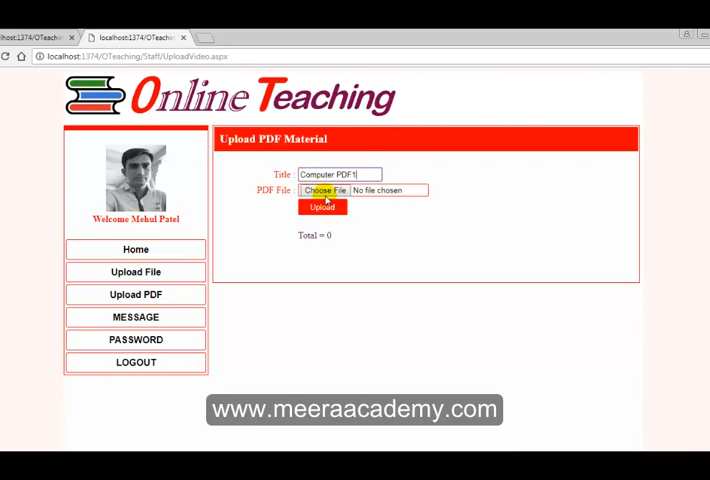 localhost:1374/OTeaching/
localhost:1374/OTeaching/S
localhost:1374/OTeaching/Staff/UploadVideo.aspx
Online Teaching
Upload PDF Material
Title :
Computer PDF1
PDF File :
Choose File
No file chosen
Upload
Total = 0
Welcome Mehul Patel
Home
Upload File
Upload PDF
MESSAGE
PASSWORD
LOGOUT
www.meeraacademy.com